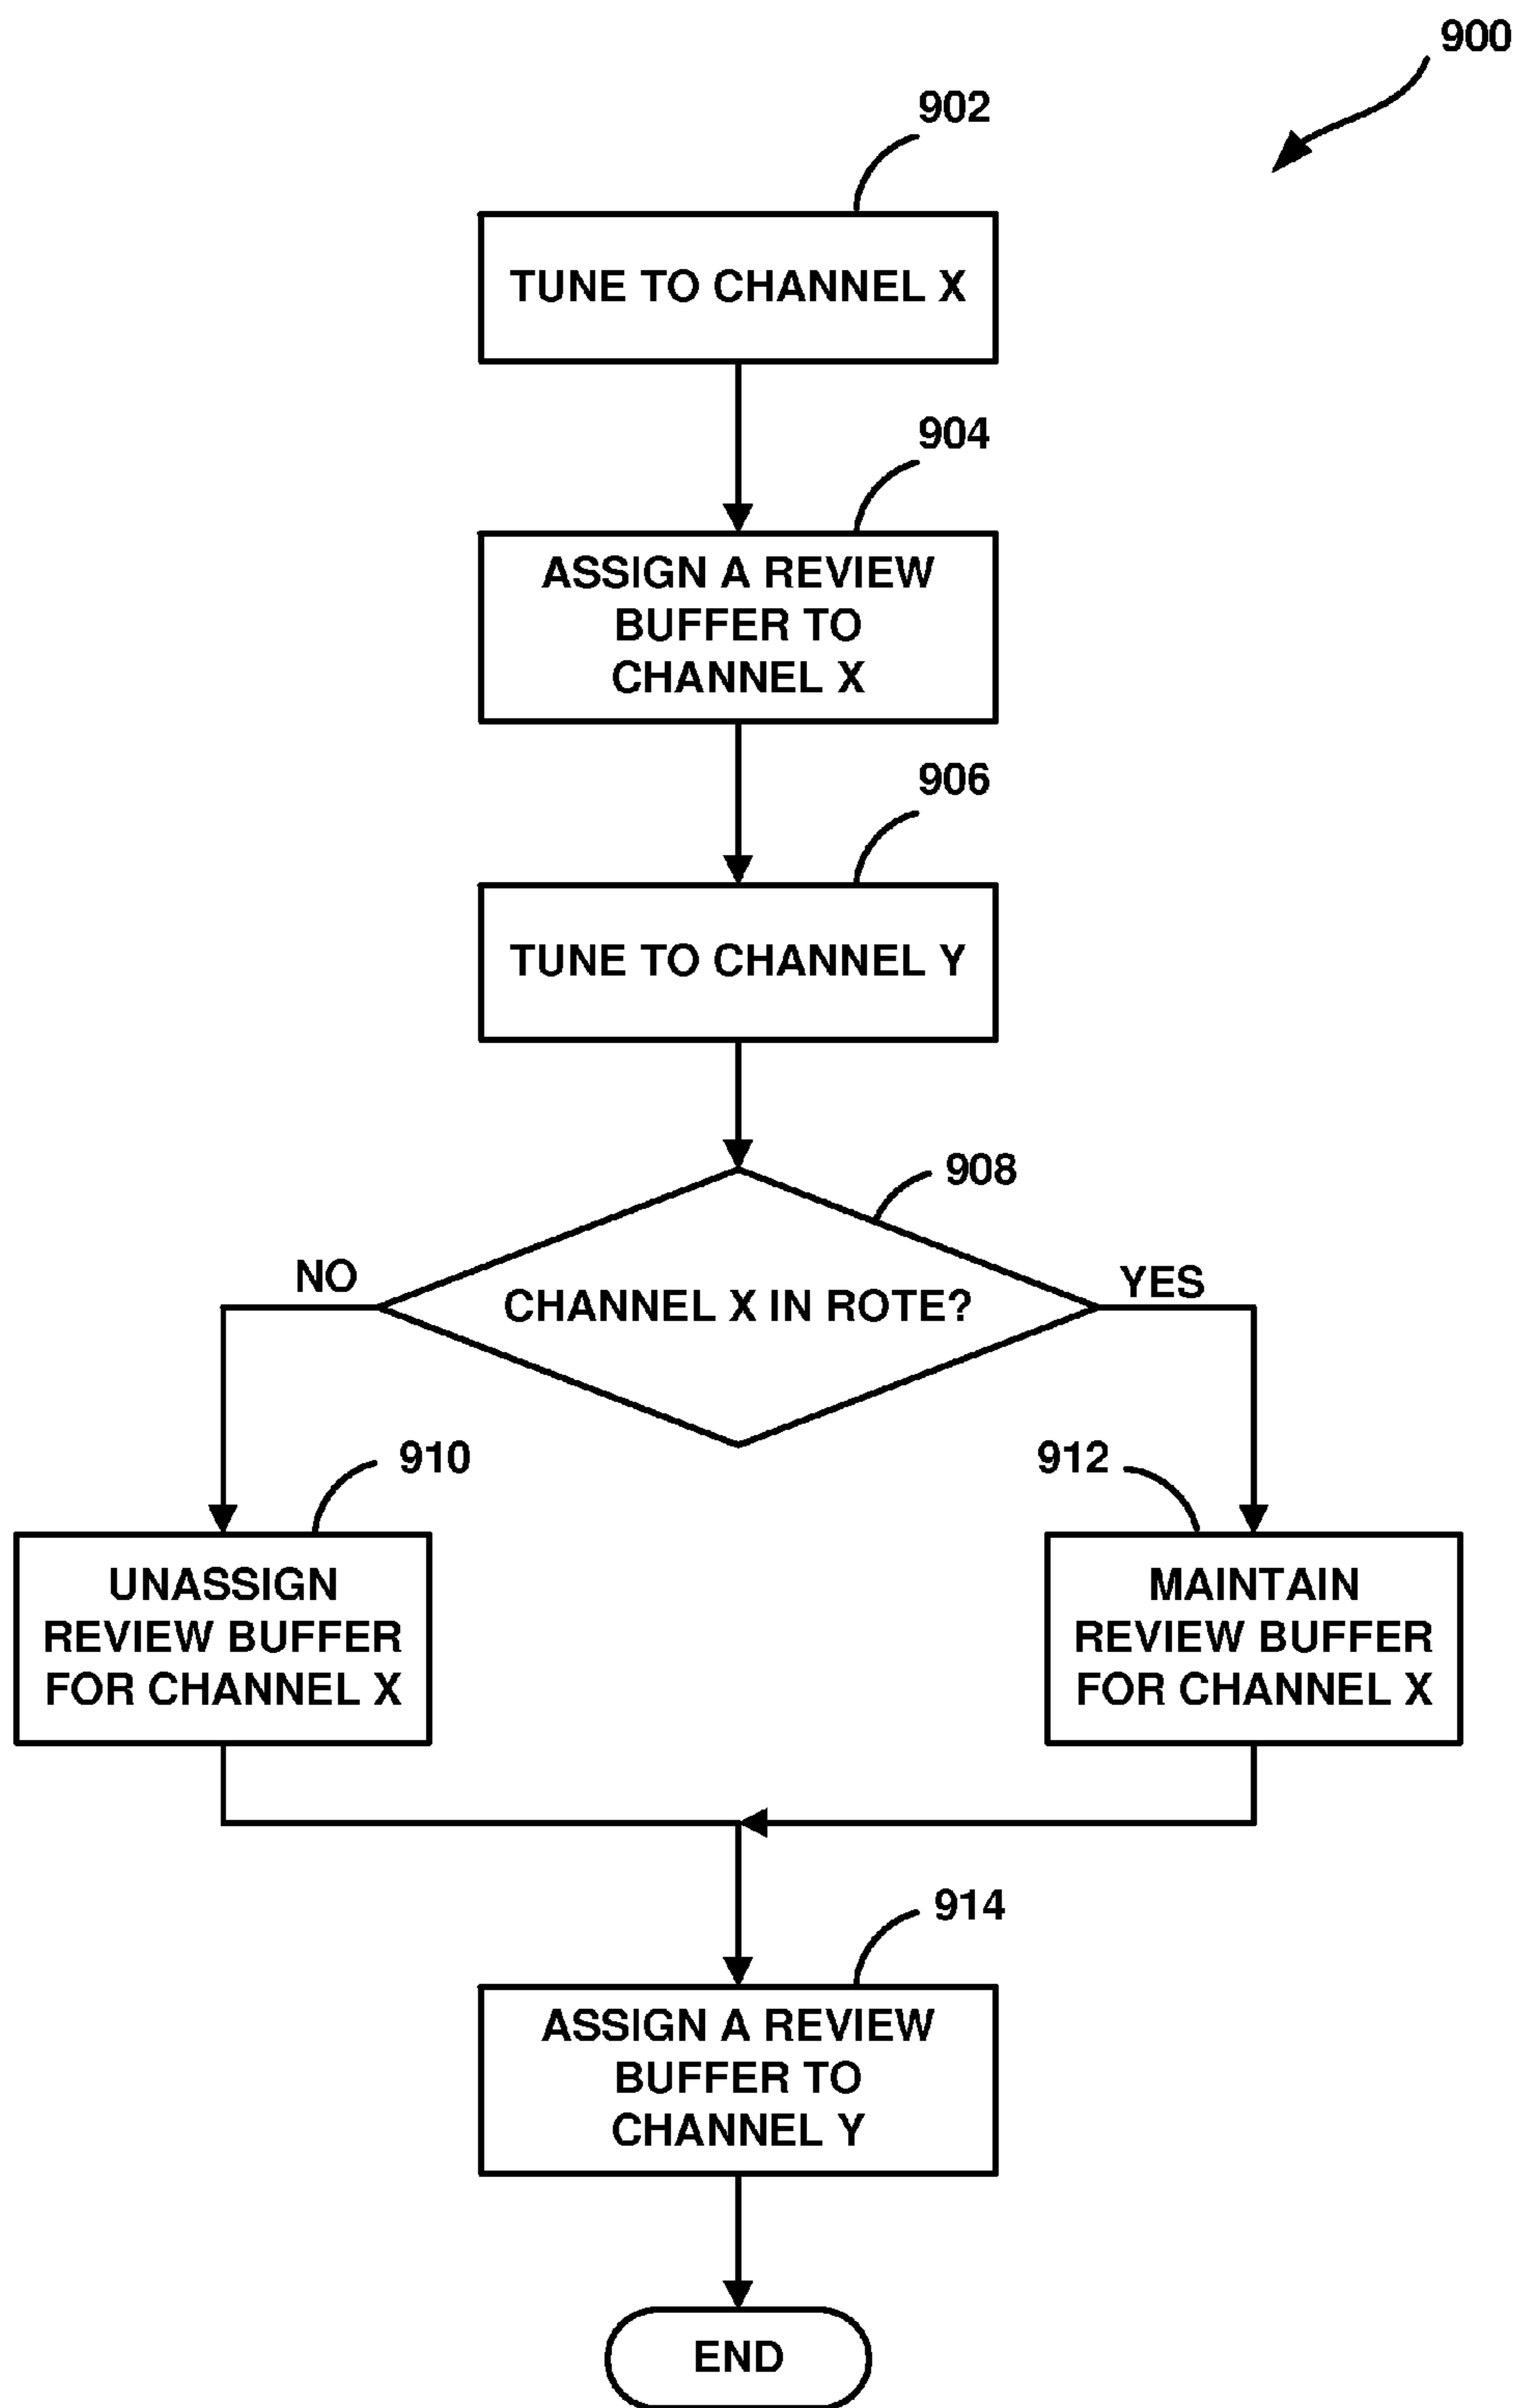 900
902
TUNE TO CHANNEL X
904
ASSIGN A REVIEW
BUFFER TO
CHANNEL X
906
TUNE TO CHANNEL Y
908
NO
YES
CHANNEL X IN ROTE?
910
912
UNASSIGN
REVIEW BUFFER
FOR CHANNEL X
MAINTAIN
REVIEW BUFFER
FOR CHANNEL X
914
ASSIGN A REVIEW
BUFFER TO
CHANNEL Y
END